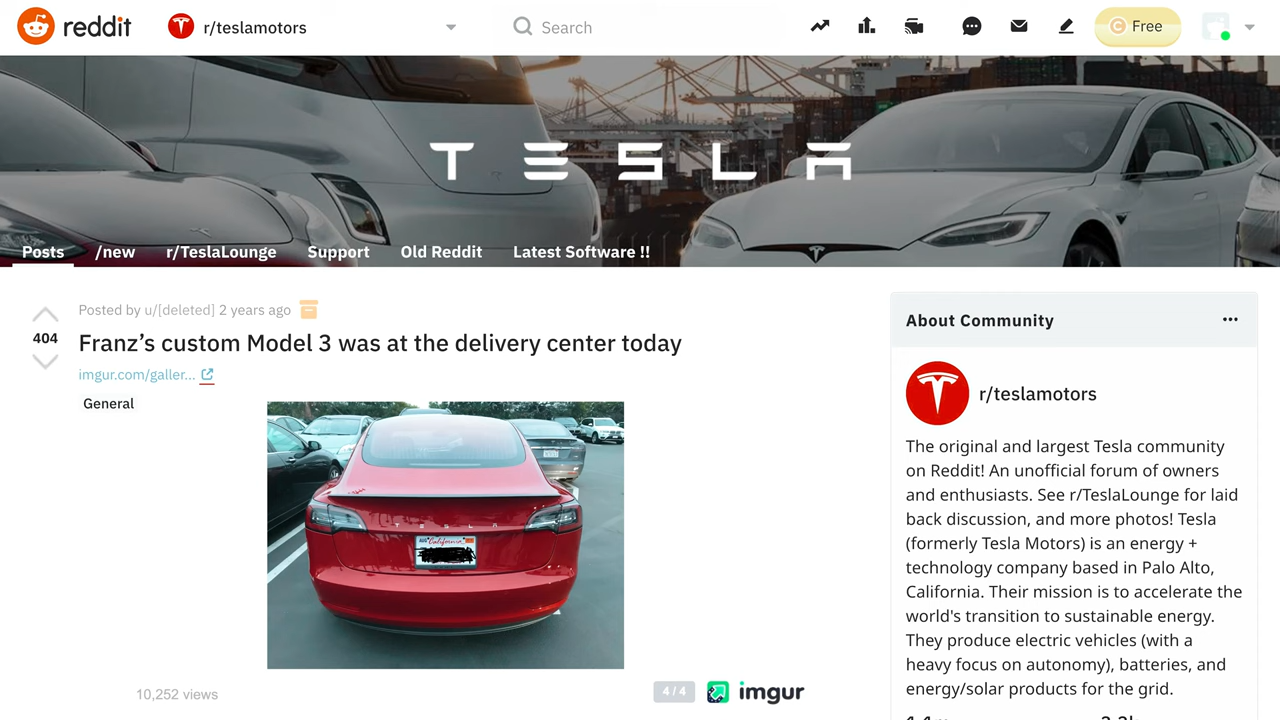 reddit
r/teslamotors
Search
Free
TESLA
Posts
/new
r/TeslaLounge
Support
Old Reddit
Latest Software !!
Posted by u/[deleted] 2 years ago
404
Franz’s custom Model 3 was at the delivery center today
imgur.com/galler...
General
TESLA
California
10,252 views
4 / 4
imgur
About Community
r/teslamotors
The original and largest Tesla community
on Reddit! An unofficial forum of owners
and enthusiasts. See r/TeslaLounge for laid
back discussion, and more photos! Tesla
(formerly Tesla Motors) is an energy +
technology company based in Palo Alto,
California. Their mission is to accelerate the
world's transition to sustainable energy.
They produce electric vehicles (with a
heavy focus on autonomy), batteries, and
energy/solar products for the grid.